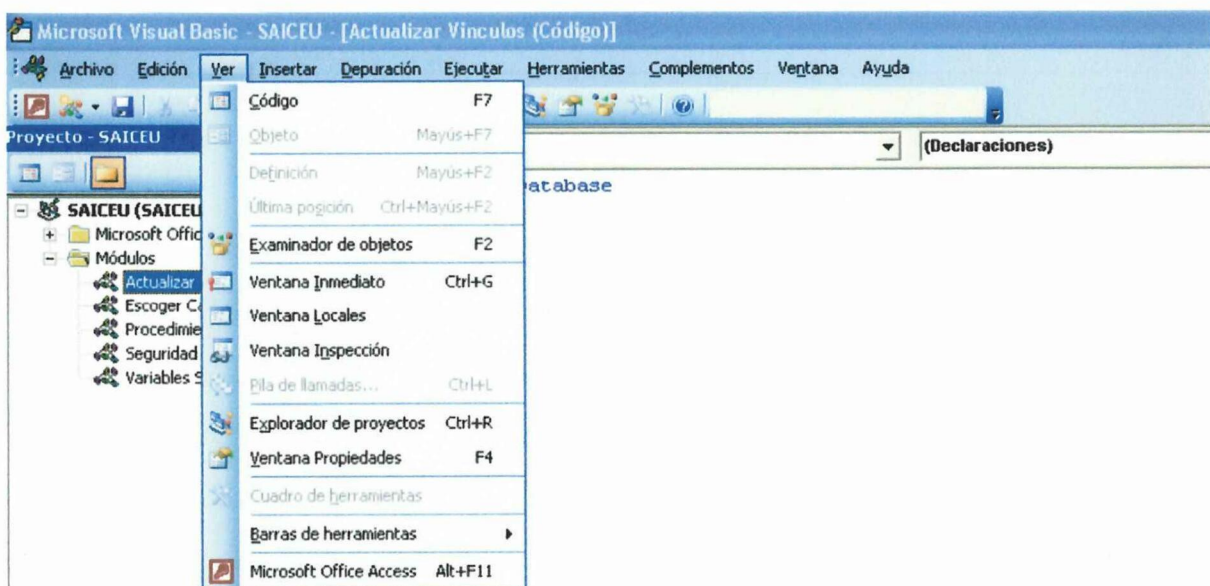 Microsoft Visual Basic - SAICEU - [Actualizar Vinculos (Código)]
Archivo Edición Ver Insertar Depuración Ejecutar Herramientas Complementos Ventana Ayuda
Proyecto - SAICEU
(Declaraciones)
atabase
SAICEU (SAICEU
Microsoft Offic
Módulos
Actualizar
Escoger C
Procedimie
Seguridad
Variables S
Código F7
Objeto Mayús+F7
Definición Mayús+F2
Última posición Ctrl+Mayús+F2
Examinador de objetos F2
Ventana Inmediato Ctrl+G
Ventana Locales
Ventana Inspección
Pila de llamadas... Ctrl+L
Explorador de proyectos Ctrl+R
Ventana Propiedades F4
Cuadro de herramientas
Barras de herramientas
Microsoft Office Access Alt+F11